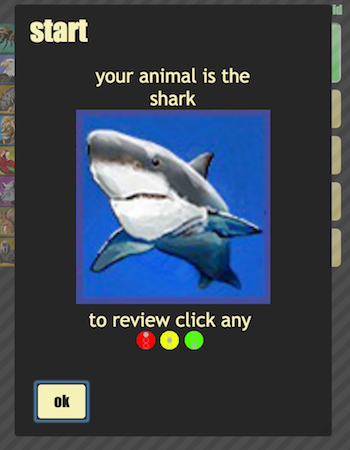 start
your animal is the
shark
to review click any
ok